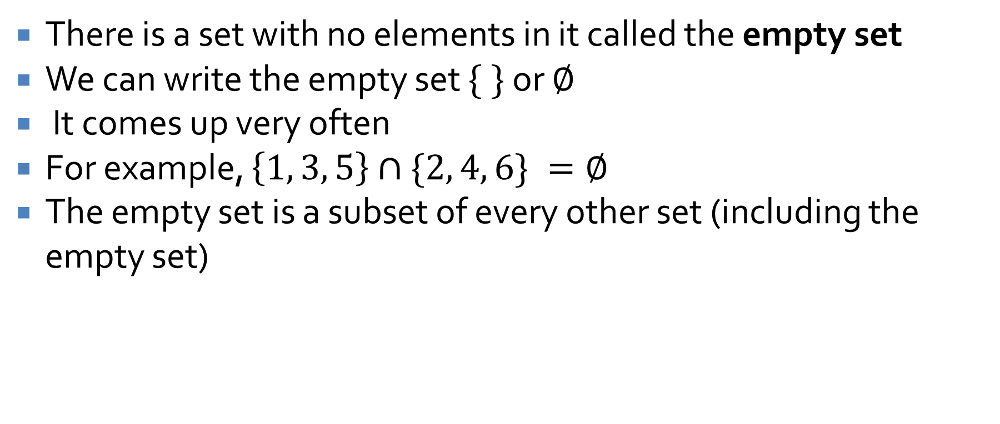 ▪ There is a set with no elements in it called the empty set
▪ We can write the empty set { } or ∅
▪ It comes up very often
▪ For example, {1, 3, 5} ∩ {2, 4, 6} = ∅
▪ The empty set is a subset of every other set (including the
empty set)